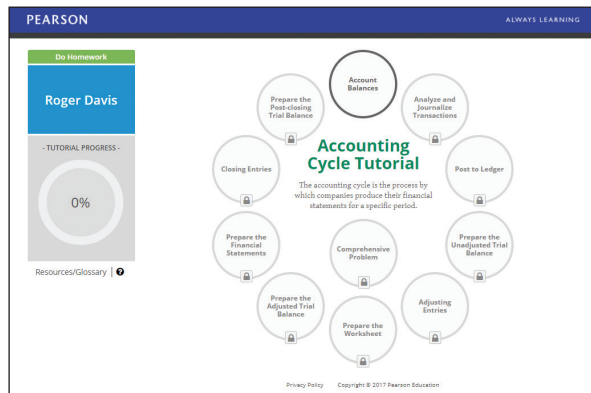 PEARSON
ALWAYS LEARNING
Do Homework
Roger Davis
- TUTORIAL PROGRESS -
0%
Resources/Glossary | ?
Account
Balances
Analyze and
Journalize
Transactions
Post to Ledger
Prepare the
Unadjusted Trial
Balance
Adjusting
Entries
Prepare the
Worksheet
Prepare the
Adjusted Trial
Balance
Prepare the
Financial
Statements
Closing Entries
Prepare the
Post-closing
Trial Balance
Accounting
Cycle Tutorial
The accounting cycle is the process by
which companies produce their financial
statements for a specific period.
Comprehensive
Problem
Privacy Policy
Copyright © 2017 Pearson Education